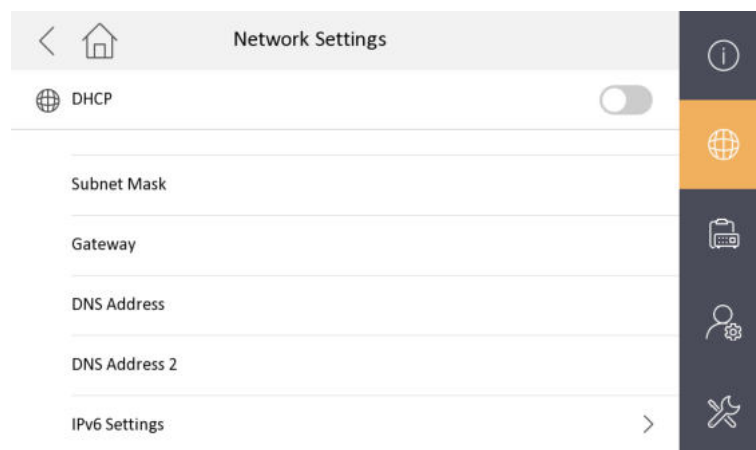 Network Settings
DHCP
Subnet Mask
Gateway
DNS Address
DNS Address 2
IPv6 Settings